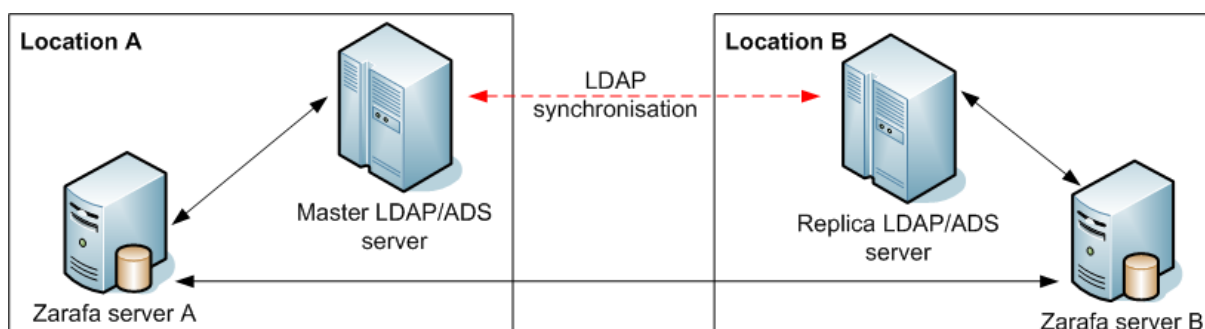 Location A
Location B
LDAP
synchronisation
Master LDAP/ADS
server
Replica LDAP/ADS
server
Zarafa server A
Zarafa server B